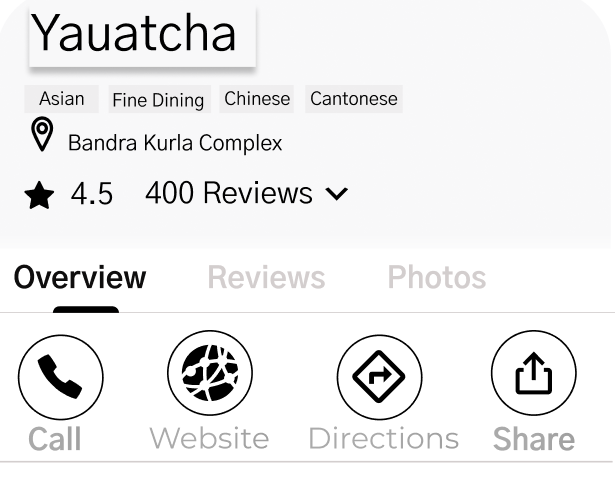 Yauatcha
Asian Fine Dining Chinese Cantonese
Bandra Kurla Complex
4.5 400 Reviews
Overview Reviews Photos
Call Website Directions Share